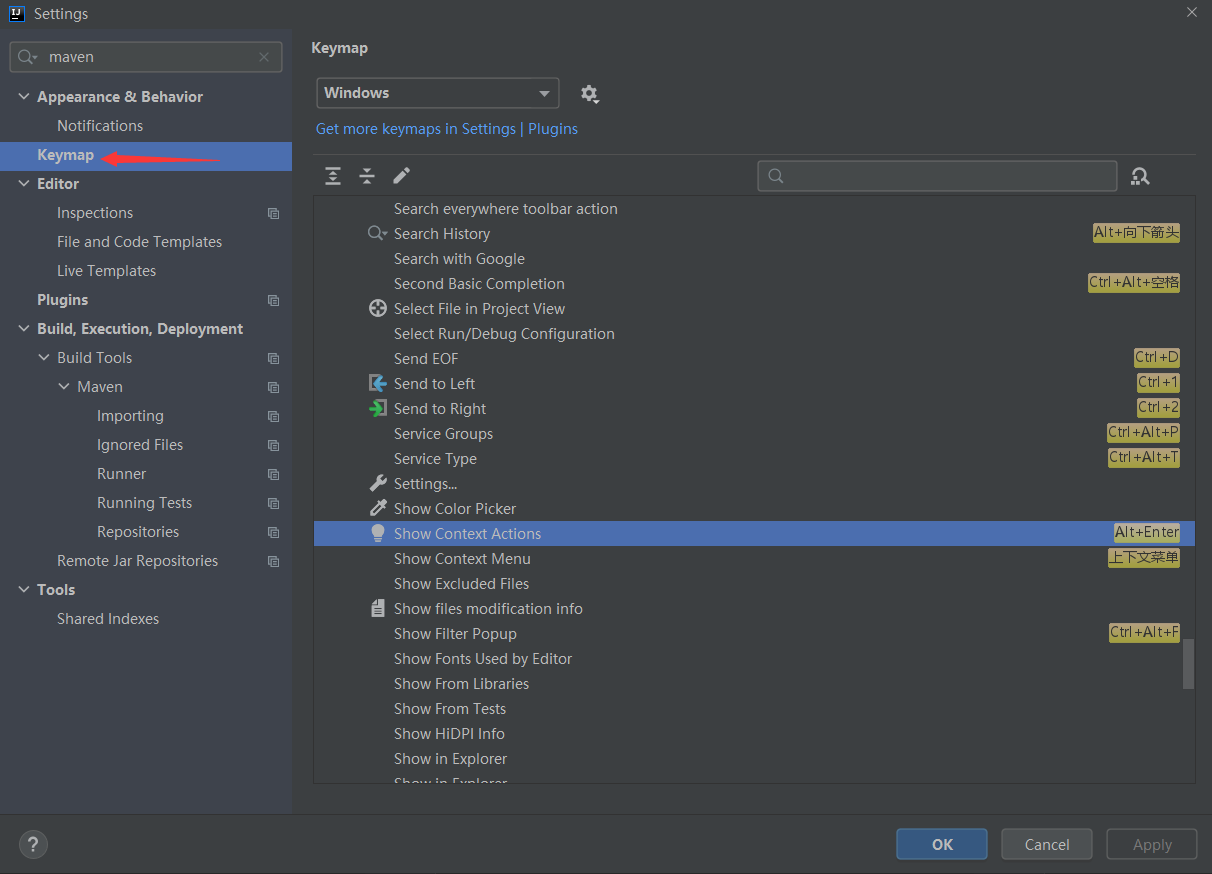 Settings
maven
Appearance & Behavior
Notifications
Keymap
Editor
Inspections
File and Code Templates
Live Templates
Plugins
Build, Execution, Deployment
Build Tools
Maven
Importing
Ignored Files
Runner
Running Tests
Repositories
Remote Jar Repositories
Tools
Shared Indexes
Keymap
Windows
Get more keymaps in Settings | Plugins
Search everywhere toolbar action
Search History Alt+向下箭头
Search with Google
Second Basic Completion Ctrl+Alt+空格
Select File in Project View
Select Run/Debug Configuration
Send EOF Ctrl+D
Send to Left Ctrl+1
Send to Right Ctrl+2
Service Groups Ctrl+Alt+P
Service Type Ctrl+Alt+T
Settings...
Show Color Picker
Show Context Actions Alt+Enter
Show Context Menu 上下文菜单
Show Excluded Files
Show files modification info
Show Filter Popup Ctrl+Alt+F
Show Fonts Used by Editor
Show From Libraries
Show From Tests
Show HiDPI Info
Show in Explorer
Show in Explorer
?
OK
Cancel
Apply